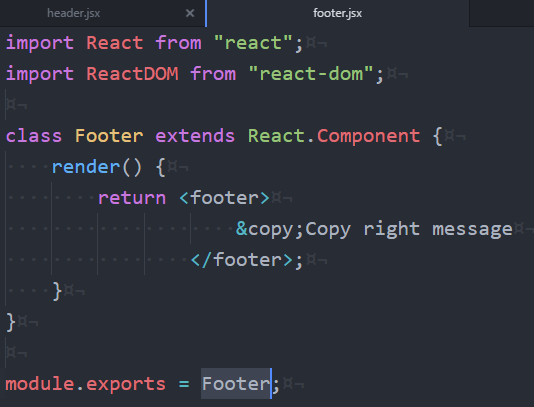 header.jsx × footer.jsx
import React from "react";¤¬
import ReactDOM from "react-dom";¤¬
¤¬
class Footer extends React.Component {¤¬
····render() {¤¬
········return <footer>¤¬
····················&copy;Copy right message¤¬
················</footer>;¤¬
····}¤¬
}¤¬
¤¬
module.exports = Footer;¤¬